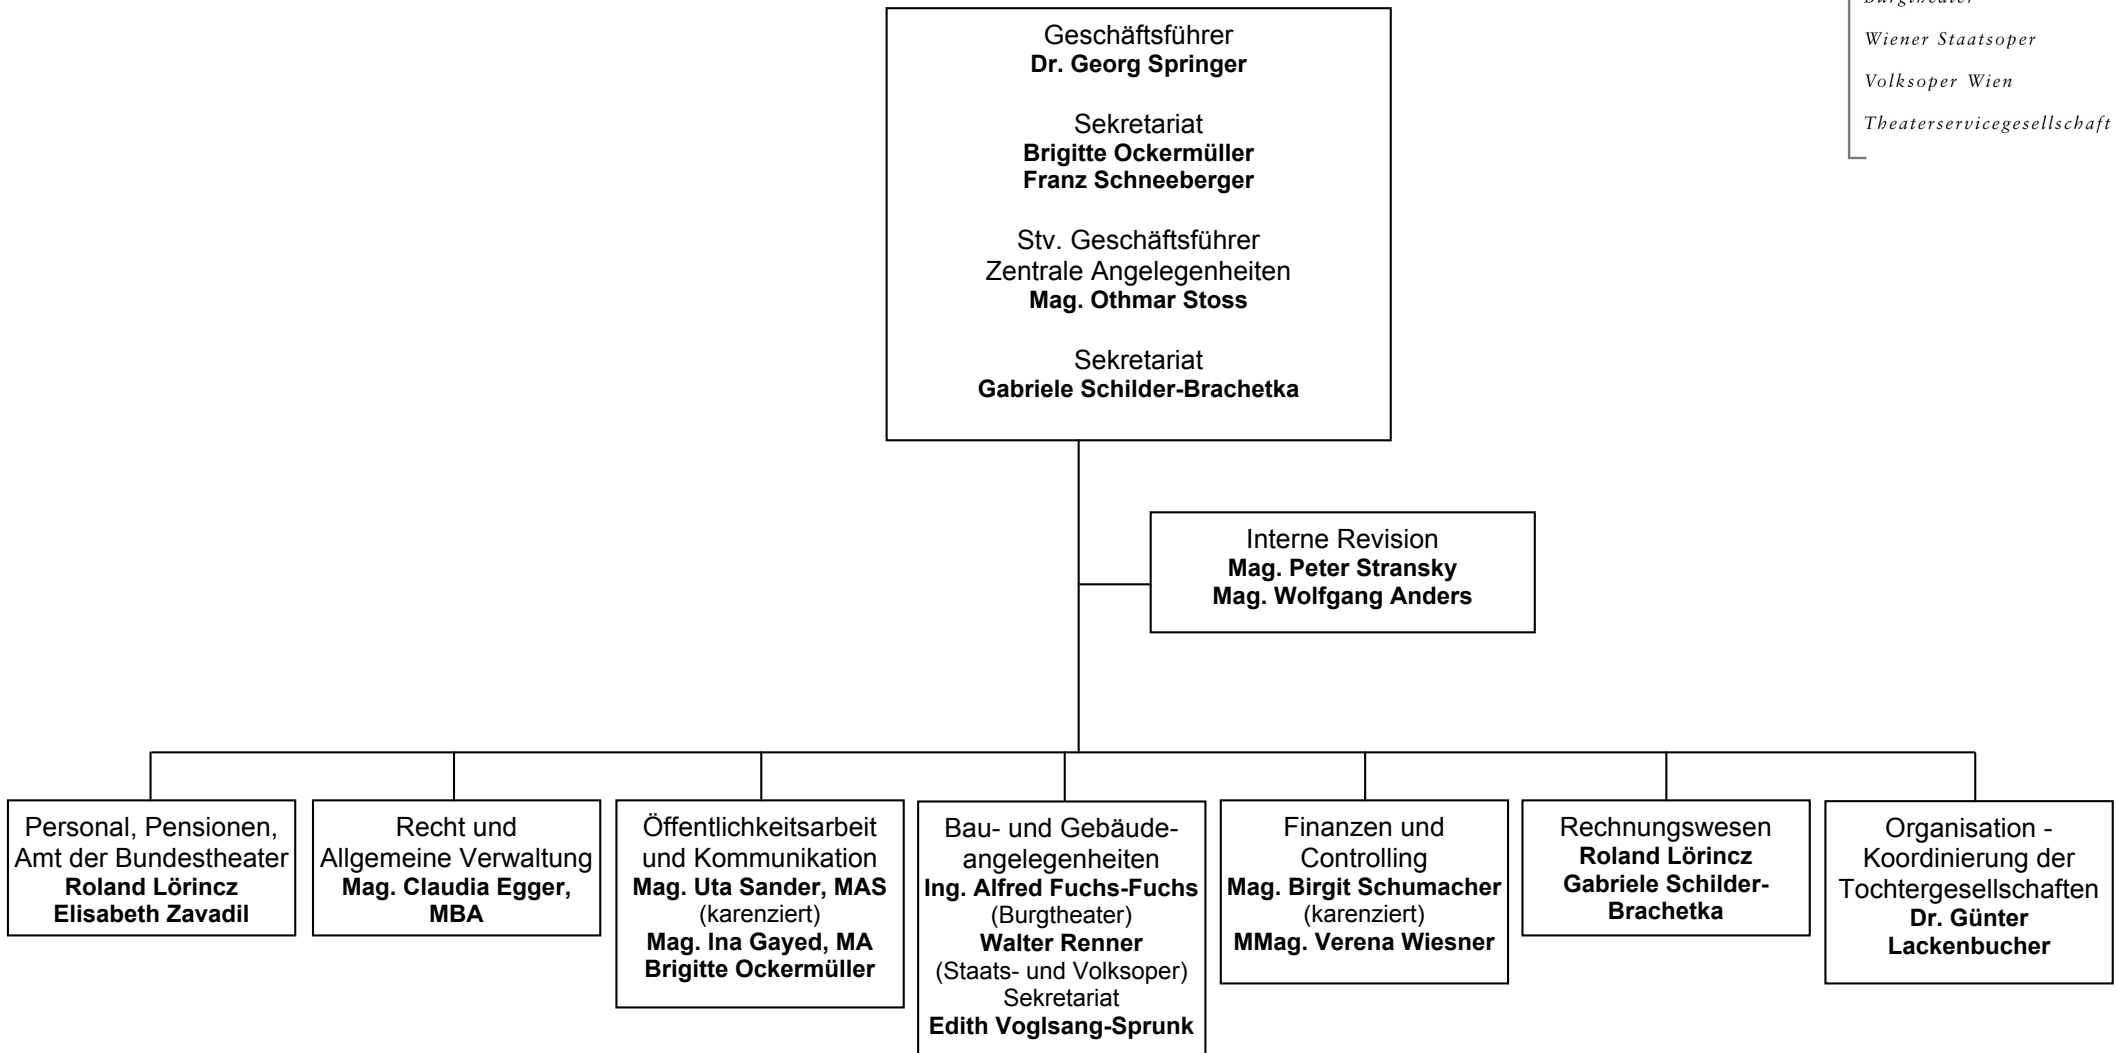 Burgtheater
Wiener Staatsoper
Volksoper Wien
Theaterservicegesellschaft
Geschäftsführer
Dr. Georg Springer
Sekretariat
Brigitte Ockermüller
Franz Schneeberger
Stv. Geschäftsführer
Zentrale Angelegenheiten
Mag. Othmar Stoss
Sekretariat
Gabriele Schilder-Brachetka
Interne Revision
Mag. Peter Stransky
Mag. Wolfgang Anders
Personal, Pensionen,
Amt der Bundestheater
Roland Lörincz
Elisabeth Zavadil
Recht und
Allgemeine Verwaltung
Mag. Claudia Egger,
MBA
Öffentlichkeitsarbeit
und Kommunikation
Mag. Uta Sander, MAS
(karenziert)
Mag. Ina Gayed, MA
Brigitte Ockermüller
Bau- und Gebäude-
angelegenheiten
Ing. Alfred Fuchs-Fuchs
(Burgtheater)
Walter Renner
(Staats- und Volksoper)
Sekretariat
Edith Voglsang-Sprunk
Finanzen und
Controlling
Mag. Birgit Schumacher
(karenziert)
MMag. Verena Wiesner
Rechnungswesen
Roland Lörincz
Gabriele Schilder-
Brachetka
Organisation -
Koordinierung der
Tochtergesellschaften
Dr. Günter
Lackenbucher